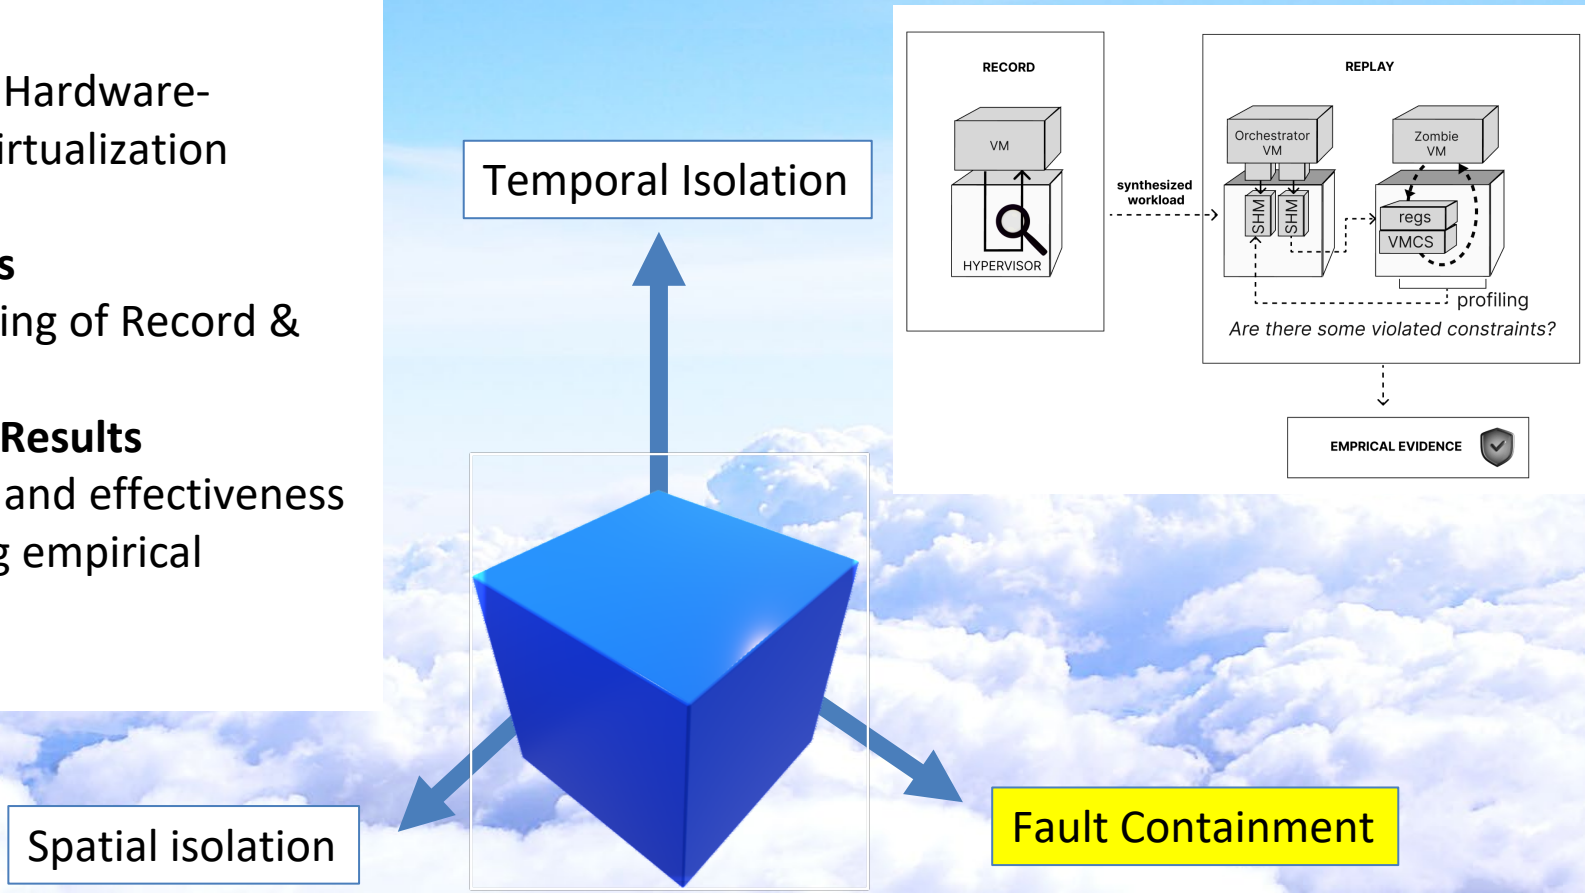 Hardware-
irtualization
s
ing of Record &
Results
and effectiveness
g empirical
Temporal Isolation
Spatial isolation
Fault Containment
RECORD
VM
HYPERVISOR
synthesized
workload
REPLAY
Orchestrator
VM
Zombie
VM
SHM
SHM
regs
VMCS
profiling
Are there some violated constraints?
EMPRICAL EVIDENCE